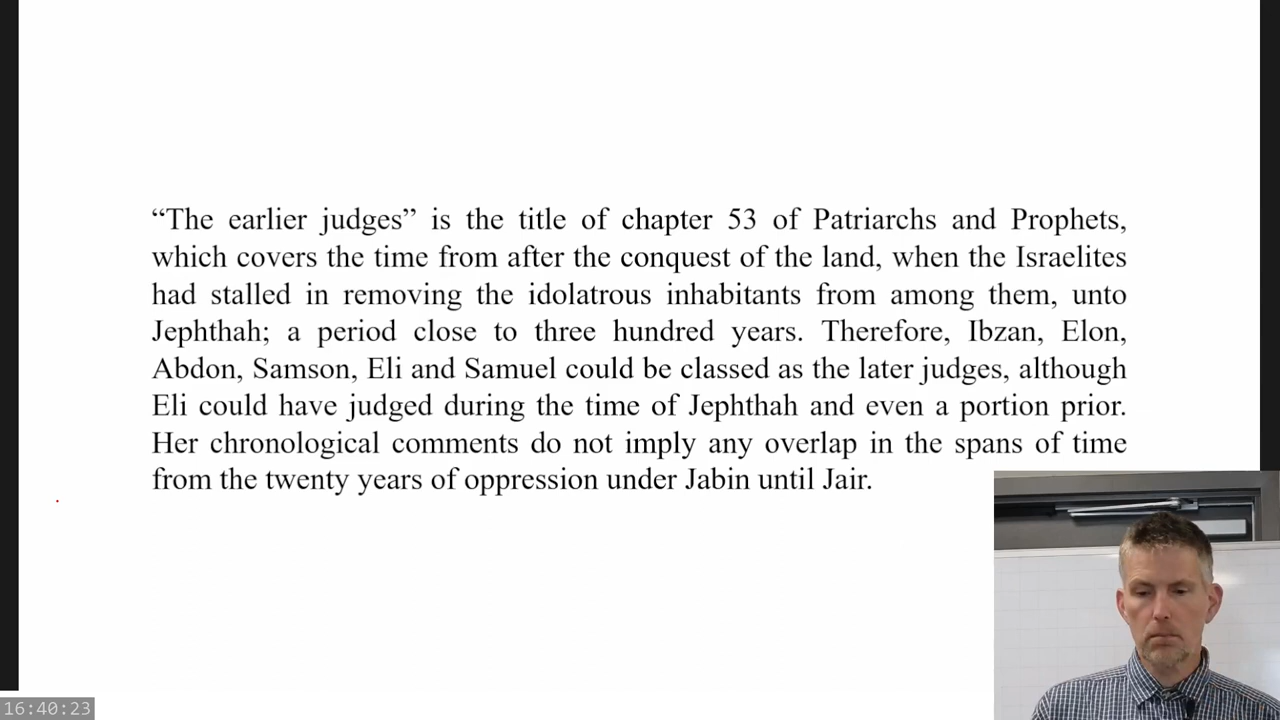 “The earlier judges” is the title of chapter 53 of Patriarchs and Prophets,
which covers the time from after the conquest of the land, when the Israelites
had stalled in removing the idolatrous inhabitants from among them, unto
Jephthah; a period close to three hundred years. Therefore, Ibzan, Elon,
Abdon, Samson, Eli and Samuel could be classed as the later judges, although
Eli could have judged during the time of Jephthah and even a portion prior.
Her chronological comments do not imply any overlap in the spans of time
from the twenty years of oppression under Jabin until Jair.
16:40:23